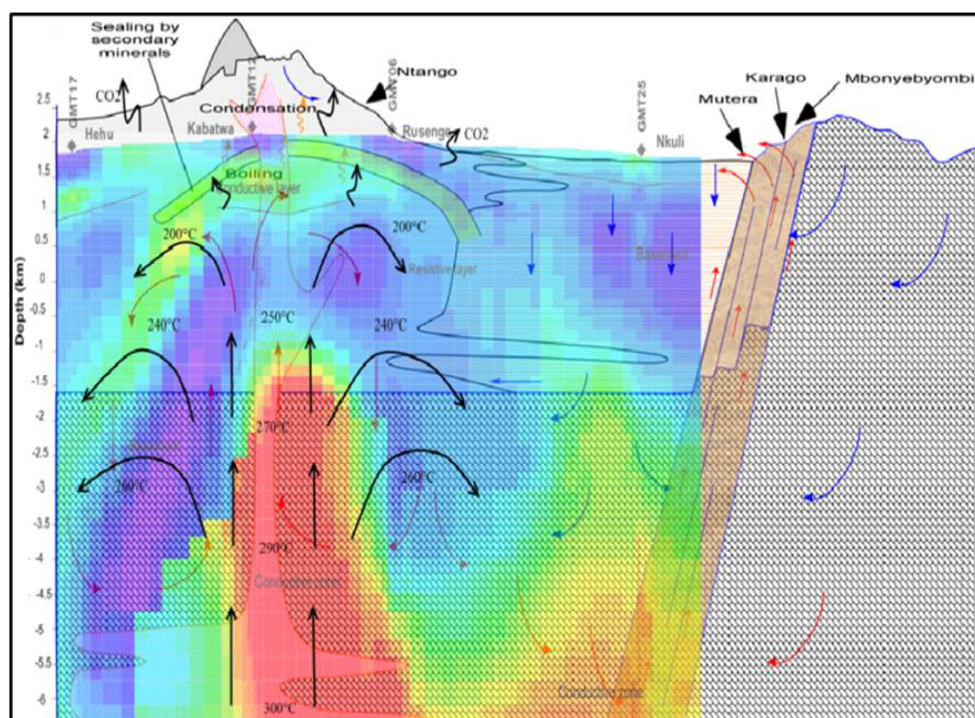 Sealing by
secondary
minerals
CO2
Condensation
Ntango
CO2
Karago
Mbonyebyombi
Mutera
GMT17
GMT12
GMT06
GMT25
Hehu
Kabatwa
Rusenge
Nkuli
Boiling
Conductive layer
200°C
200°C
Resistive layer
Basement
240°C
250°C
240°C
270°C
260°C
260°C
290°C
Conductive zone
Conductive zone
300°C
Depth (km)
2.5
2
1.5
1
0.5
0
-0.5
-1
-1.5
-2
-2.5
-3
-3.5
-4
-4.5
-5
-5.5
-6